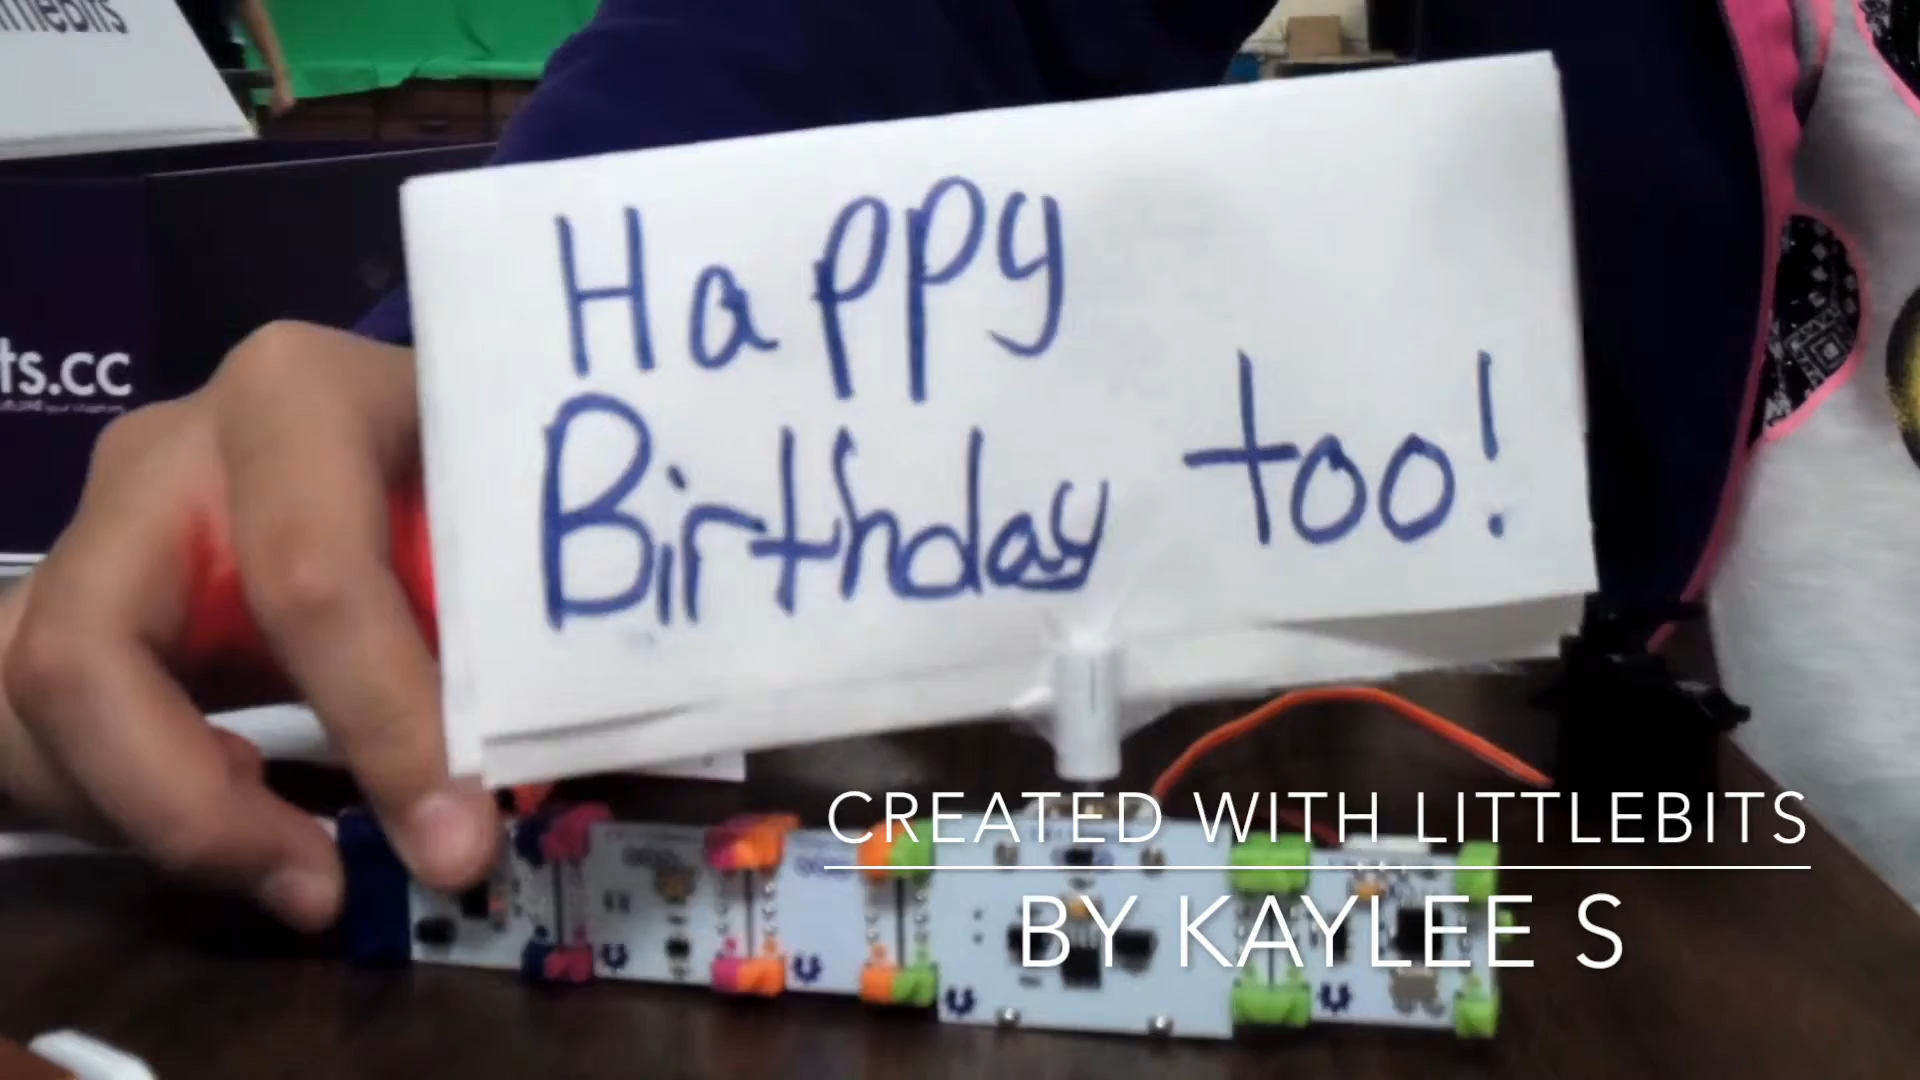 ts.cc
Happy
Birthday too!
CREATED WITH LITTLEBITS
BY KAYLEE S